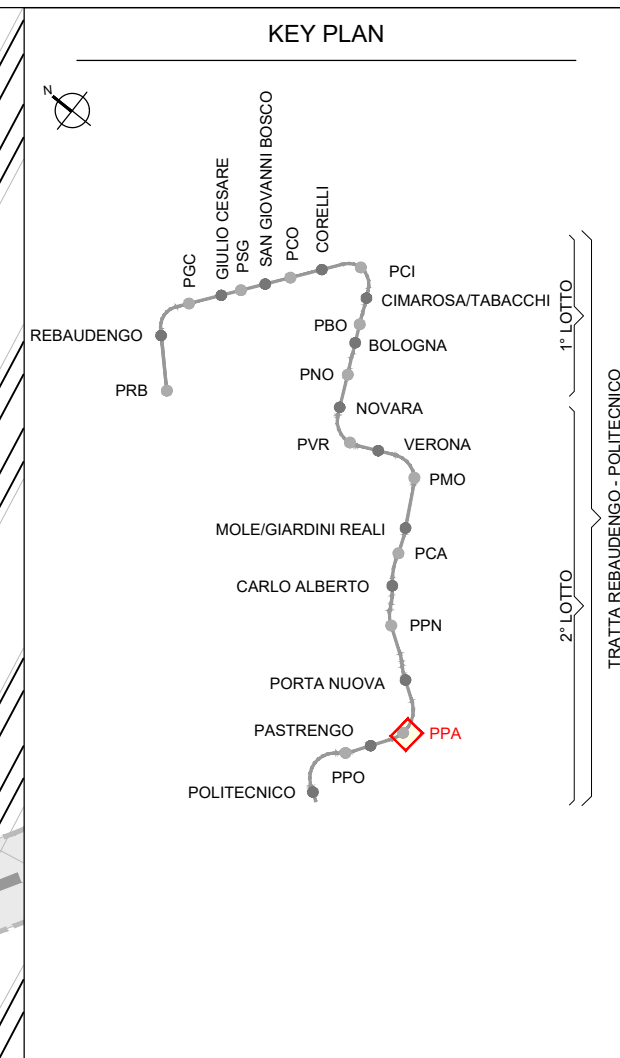 KEY PLAN
N
PGC
GIULIO CESARE
PSG
SAN GIOVANNI BOSCO
PCO
CORELLI
PCI
CIMAROSA/TABACCHI
PBO
REBAUDENGO
BOLOGNA
PNO
PRB
NOVARA
PVR
VERONA
PMO
MOLE/GIARDINI REALI
PCA
CARLO ALBERTO
PPN
PORTA NUOVA
PASTRENGO
PPA
PPO
POLITECNICO
1° LOTTO
2° LOTTO
TRATTA REBAUDENGO - POLITECNICO